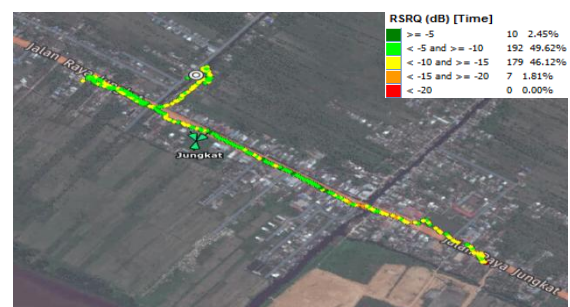 RSRQ (dB) [Time]
>= -5 10 2.45%
< -5 and >= -10 192 49.62%
< -10 and >= -15 179 46.12%
< -15 and >= -20 7 1.81%
< -20 0 0.00%
Jalan Raya
Jungkat
Jalan Raya Jungkat